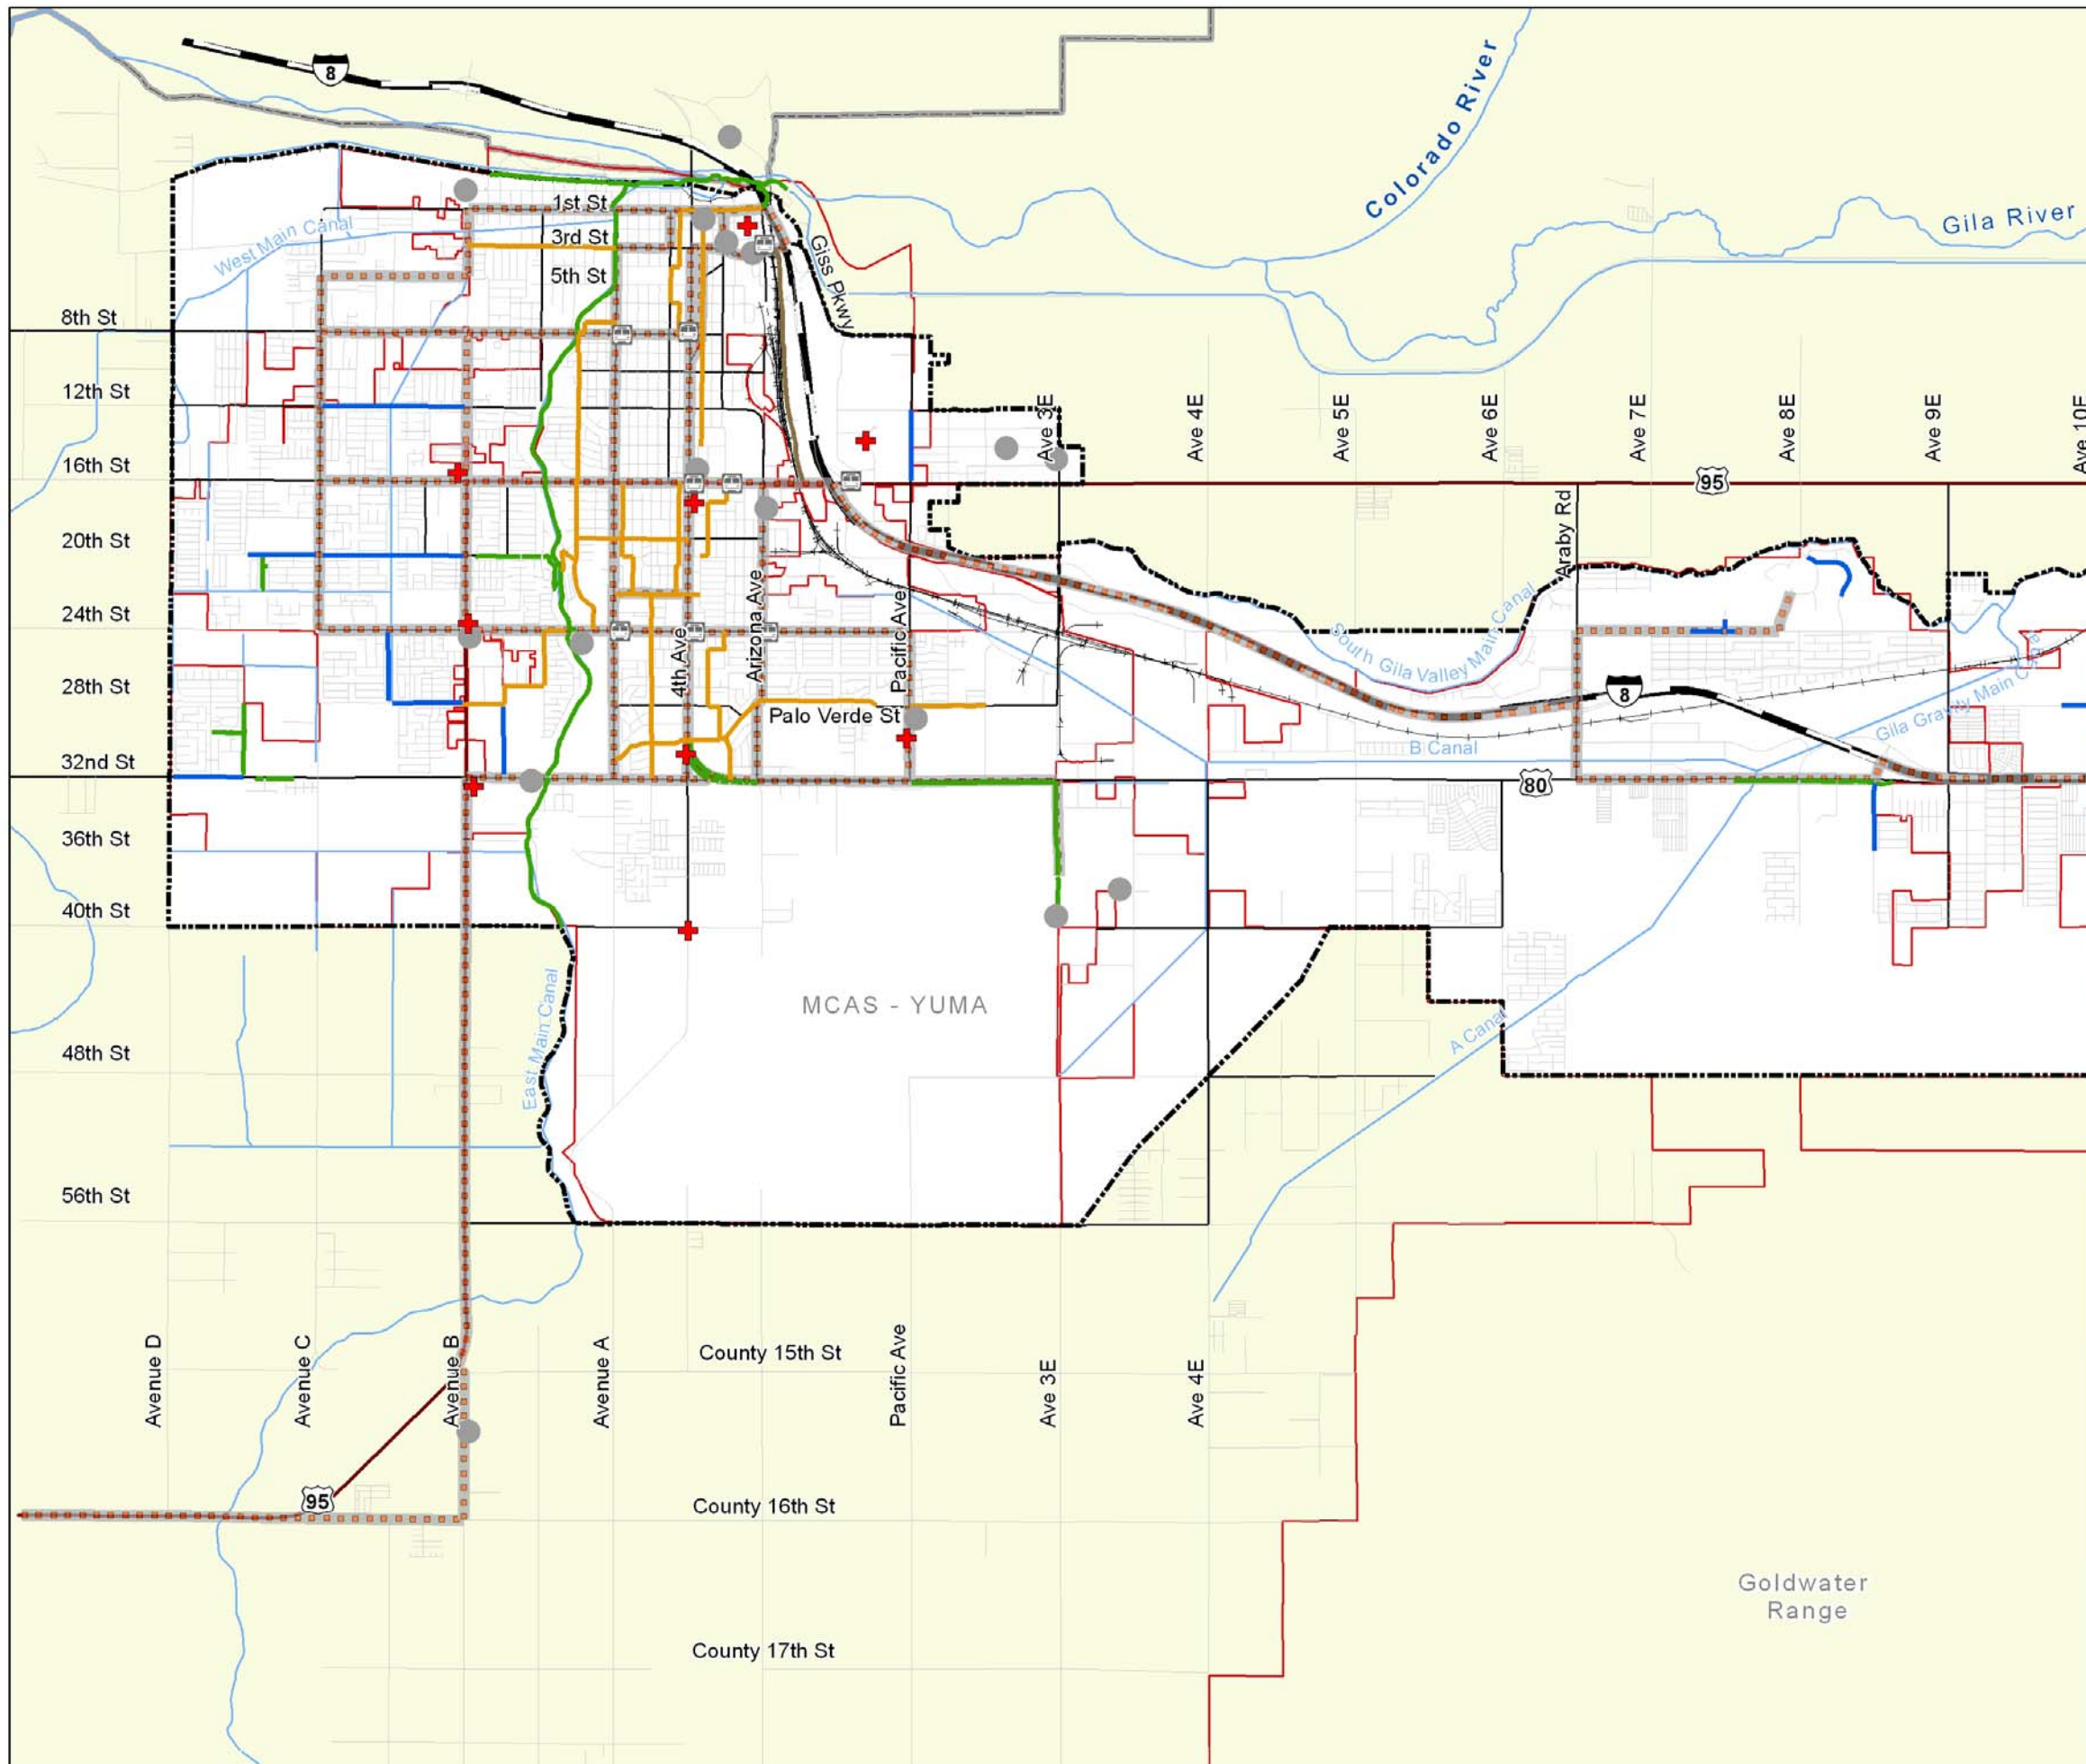 8
Colorado River
Gila River
1st St
West Main Canal
3rd St
Giss Pkwy
5th St
8th St
12th St
Ave 3E
Ave 4E
Ave 5E
Ave 6E
Ave 7E
Ave 8E
Ave 9E
16th St
95
20th St
Araby Rd
24th St
4th Ave
Arizona Ave
Pacific Ave
South Gila Valley Main Canal
28th St
8
Palo Verde St
Gila Gravity Main C
B Canal
32nd St
80
36th St
40th St
MCAS - YUMA
East Main Canal
A Canal
48th St
56th St
Avenue D
Avenue C
Avenue B
Avenue A
County 15th St
Pacific Ave
Ave 3E
Ave 4E
95
County 16th St
Goldwater
Range
County 17th St